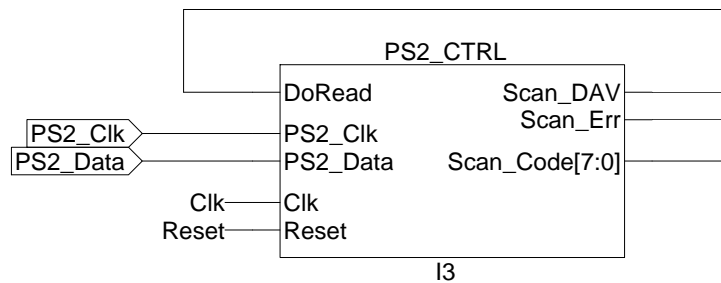 PS2_CTRL
DoRead Scan_DAV
Scan_Err
PS2_Clk PS2_Clk
PS2_Data PS2_Data Scan_Code[7:0]
Clk Clk
Reset Reset
I3